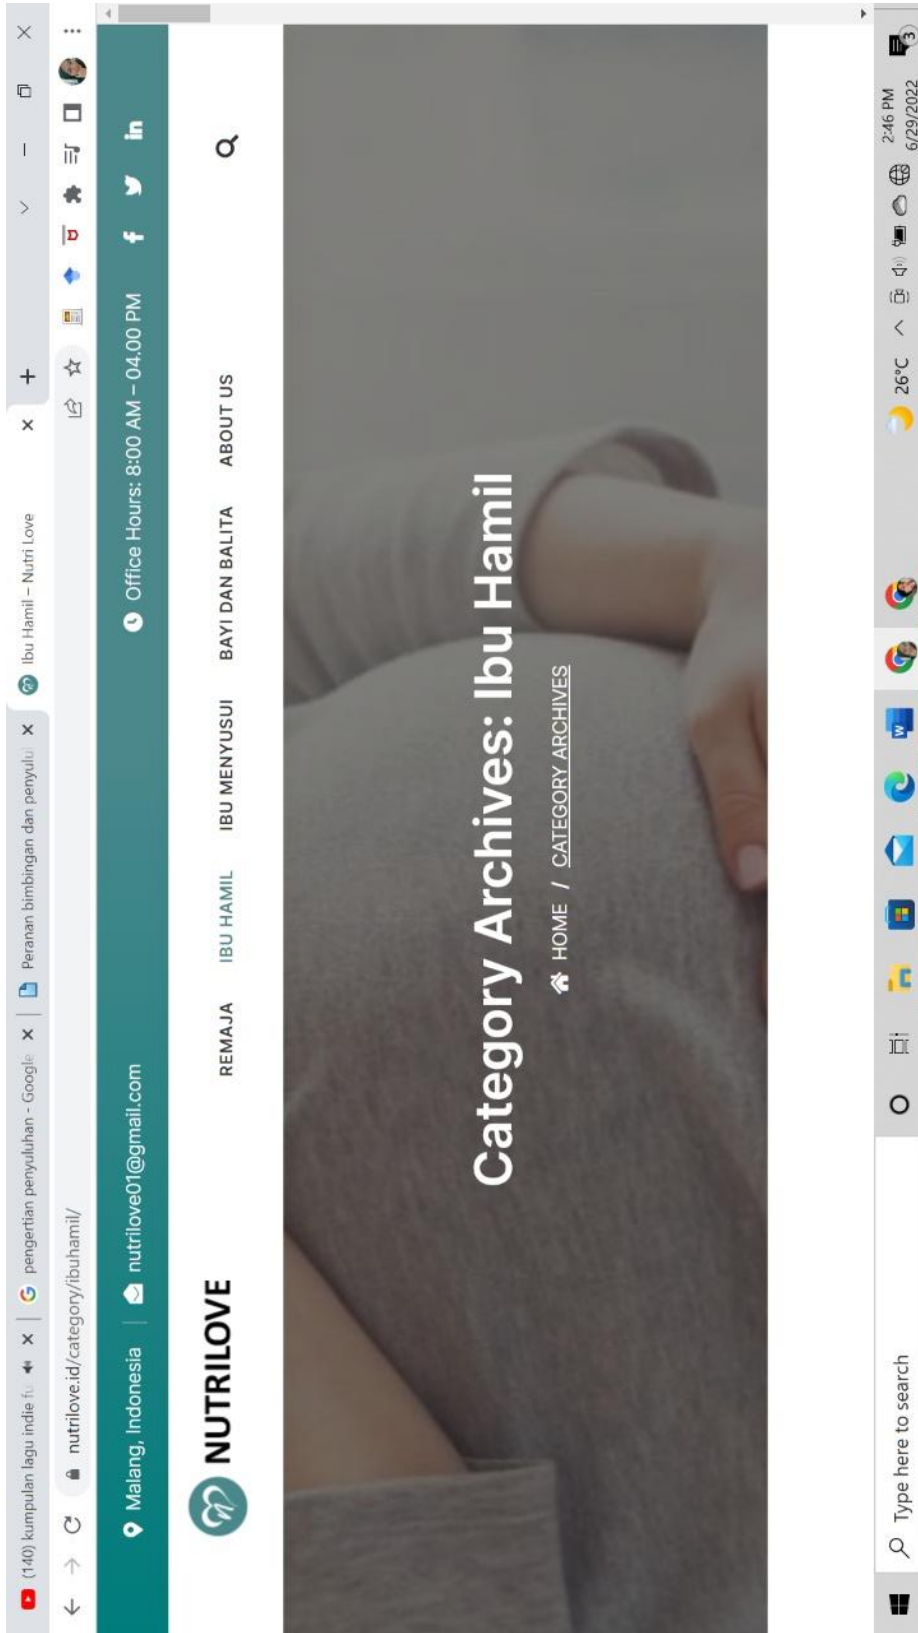 (140) kumpulan lagu indie fu
pengertian penyuluhan - Google
Peranan bimbingan dan penyulu
Ibu Hamil – Nutri Love
nutrilove.id/category/ibuhamil/
Malang, Indonesia | nutrilove01@gmail.com
Office Hours: 8:00 AM – 04.00 PM
NUTRILOVE
REMAJA IBU HAMIL IBU MENYUSUI BAYI DAN BALITA ABOUT US
Category Archives: Ibu Hamil
HOME / CATEGORY ARCHIVES
Type here to search
26°C
2:46 PM
6/29/2022
3